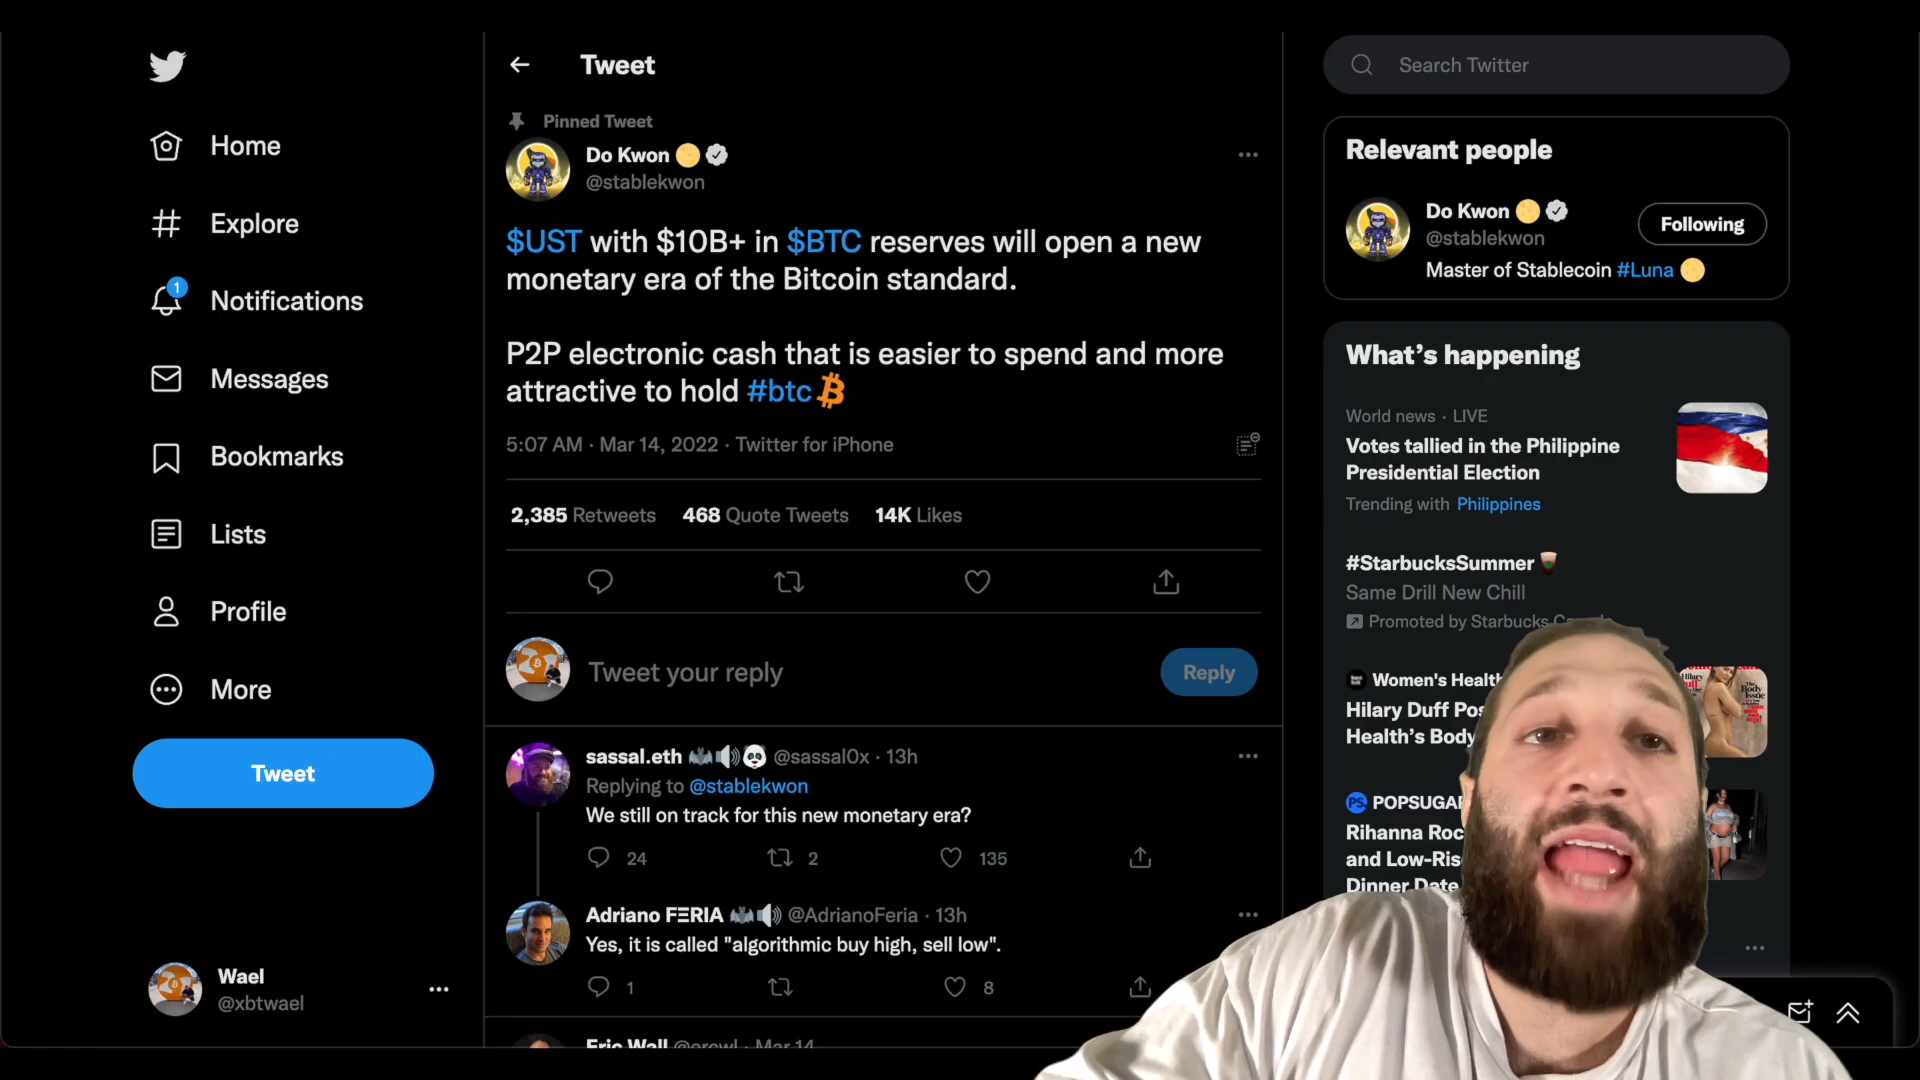 Home
Explore
1
Notifications
Messages
Bookmarks
Lists
Profile
More
Tweet
Wael
@xbtwael
Tweet
Pinned Tweet
Do Kwon
@stablekwon
$UST with $10B+ in $BTC reserves will open a new
monetary era of the Bitcoin standard.
P2P electronic cash that is easier to spend and more
attractive to hold #btc
5:07 AM · Mar 14, 2022 · Twitter for iPhone
2,385 Retweets 468 Quote Tweets 14K Likes
Tweet your reply
Reply
sassal.eth @sassal0x · 13h
Replying to @stablekwon
We still on track for this new monetary era?
24 2 135
Adriano FΞRIA @AdrianoFeria · 13h
Yes, it is called "algorithmic buy high, sell low".
1 8
Eric Wall · Mar 14
Search Twitter
Relevant people
Do Kwon
@stablekwon
Following
Master of Stablecoin #Luna
What's happening
World news · LIVE
Votes tallied in the Philippine
Presidential Election
Trending with Philippines
#StarbucksSummer
Same Drill New Chill
Promoted by Starbucks
Women's Health
Hilary Duff
Health's Body
The
Body
Issue
PS
Rihanna
and
Dinner Date